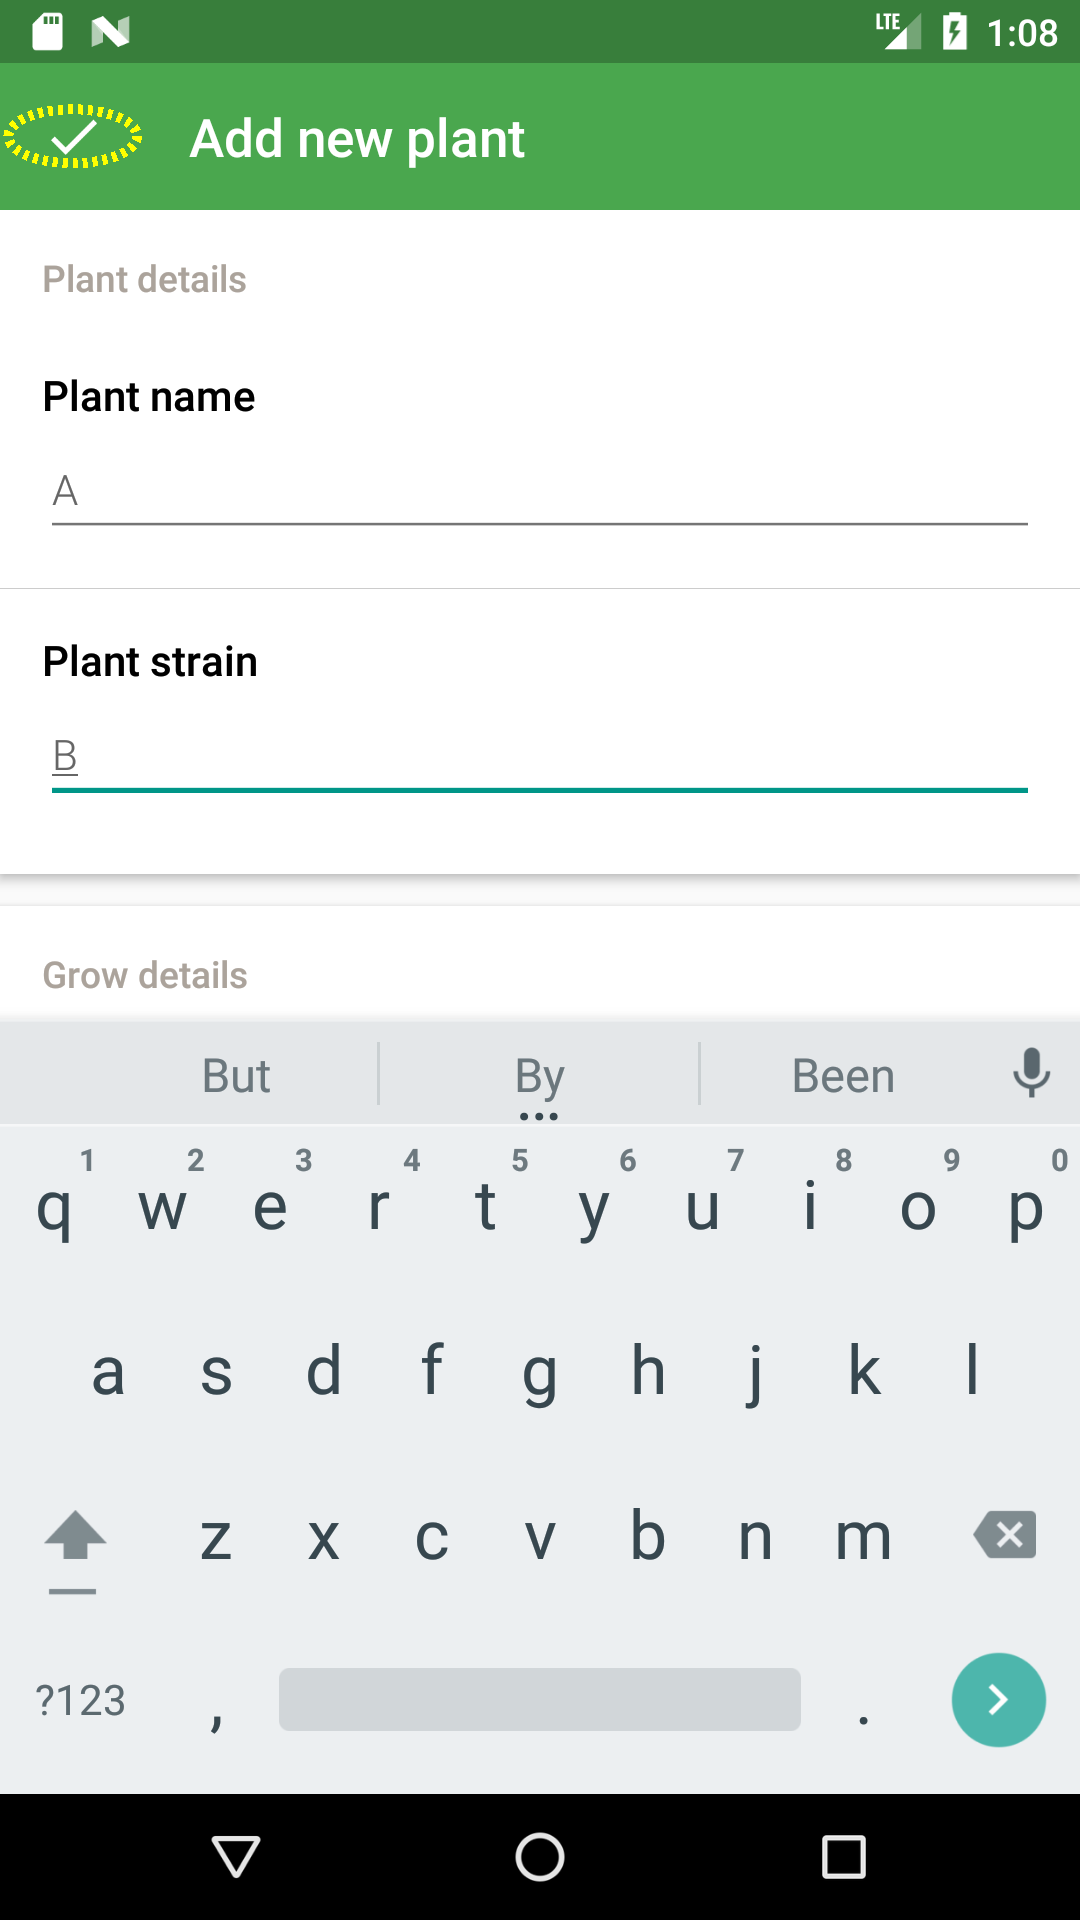 LTE 1:08
Add new plant
Plant details
Plant name
A
Plant strain
B
Grow details
But By Been
1 2 3 4 5 6 7 8 9 0
q w e r t y u i o p
a s d f g h j k l
z x c v b n m
?123 , .